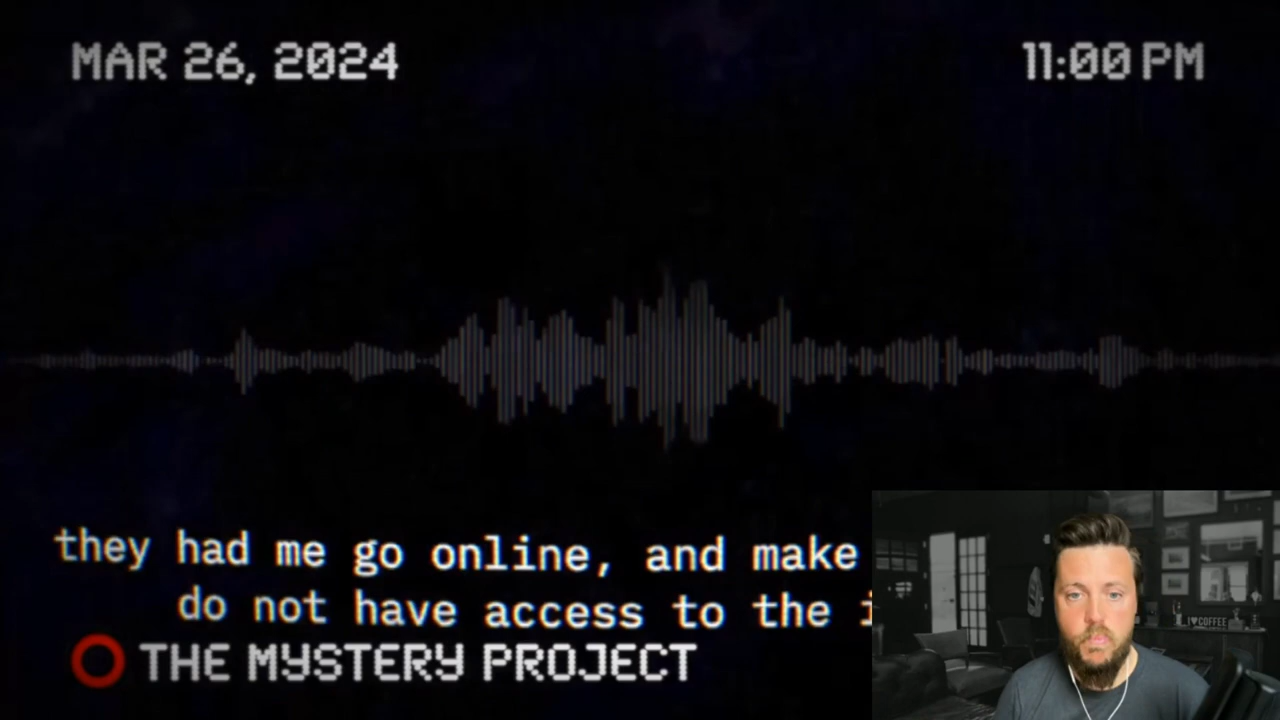 MAR 26, 2024
11:00 PM
they had me go online, and make
do not have access to the
THE MYSTERY PROJECT
I♥COFFEE